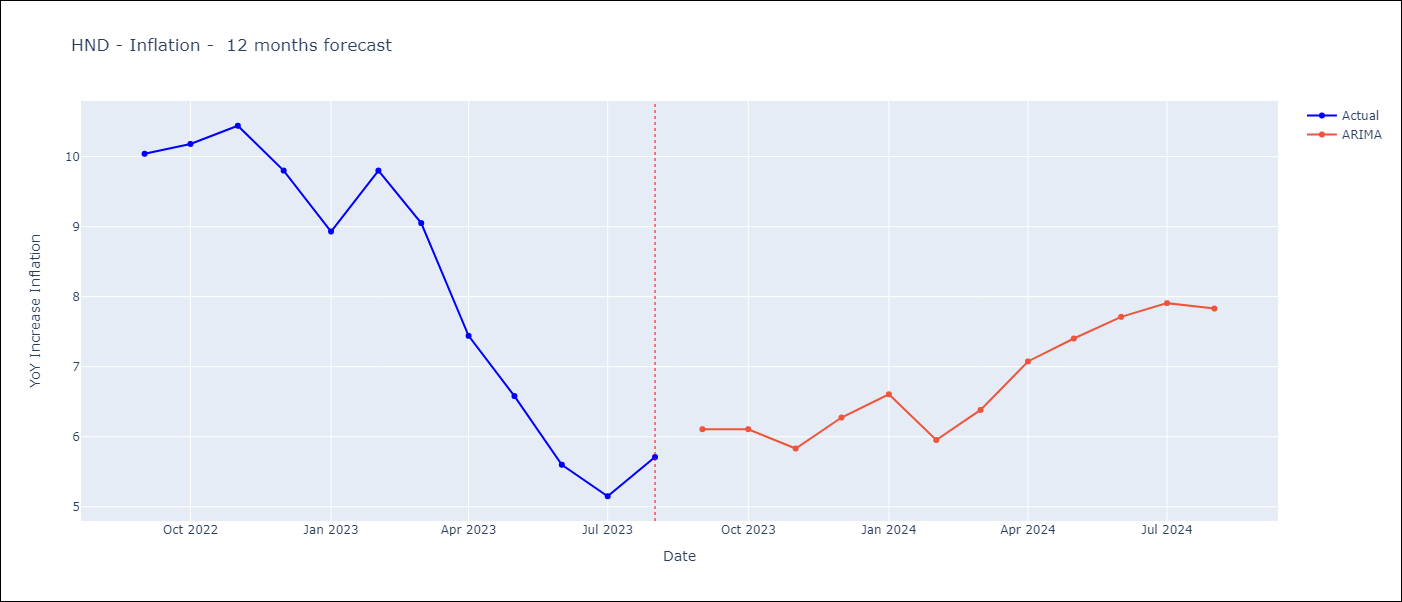 HND - Inflation -  12 months forecast
Actual
ARIMA
YoY Increase Inflation
10
9
8
7
6
5
Oct 2022
Jan 2023
Apr 2023
Jul 2023
Oct 2023
Jan 2024
Apr 2024
Jul 2024
Date